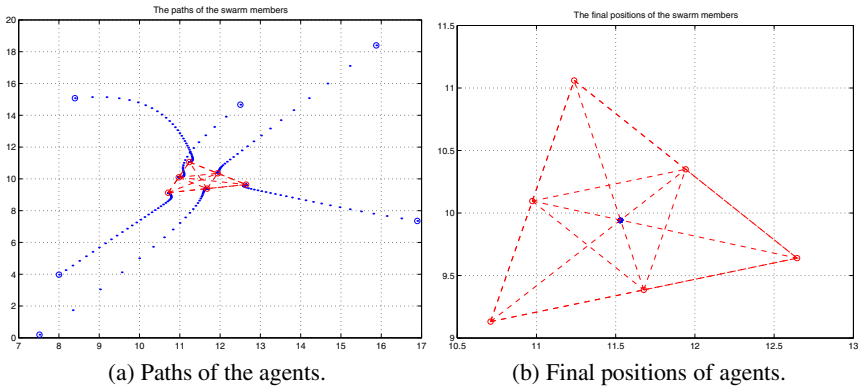 The paths of the swarm members
20
18
16
14
12
10
8
6
4
2
0
7 8 9 10 11 12 13 14 15 16 17
(a) Paths of the agents.
The final positions of the swarm members
11.5
11
10.5
10
9.5
9
10.5 11 11.5 12 12.5 13
(b) Final positions of agents.